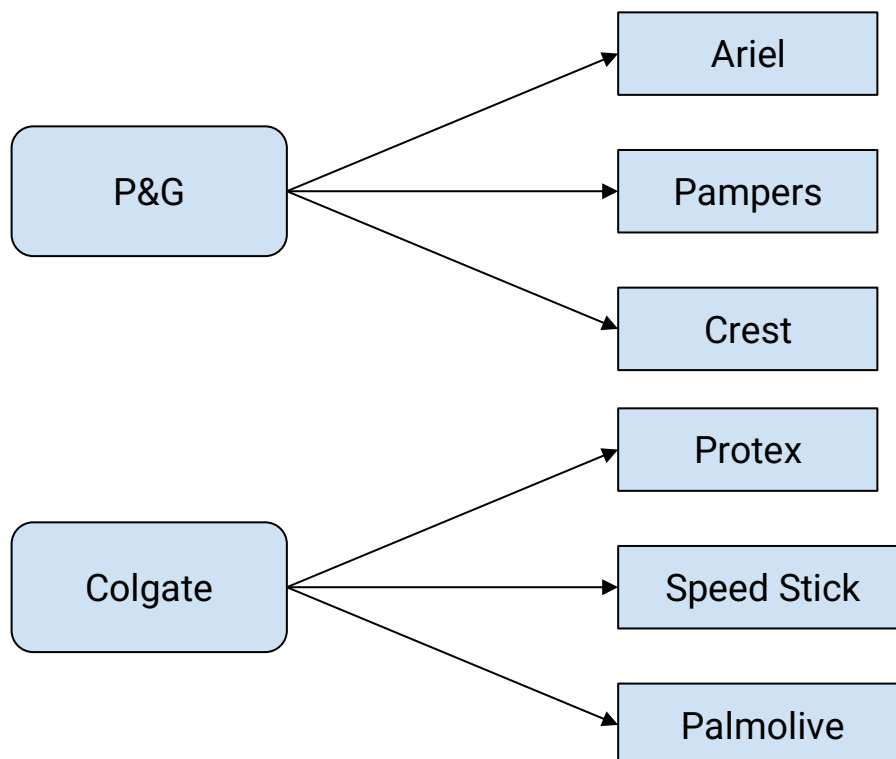 P&G
Ariel
Pampers
Crest
Colgate
Protex
Speed Stick
Palmolive